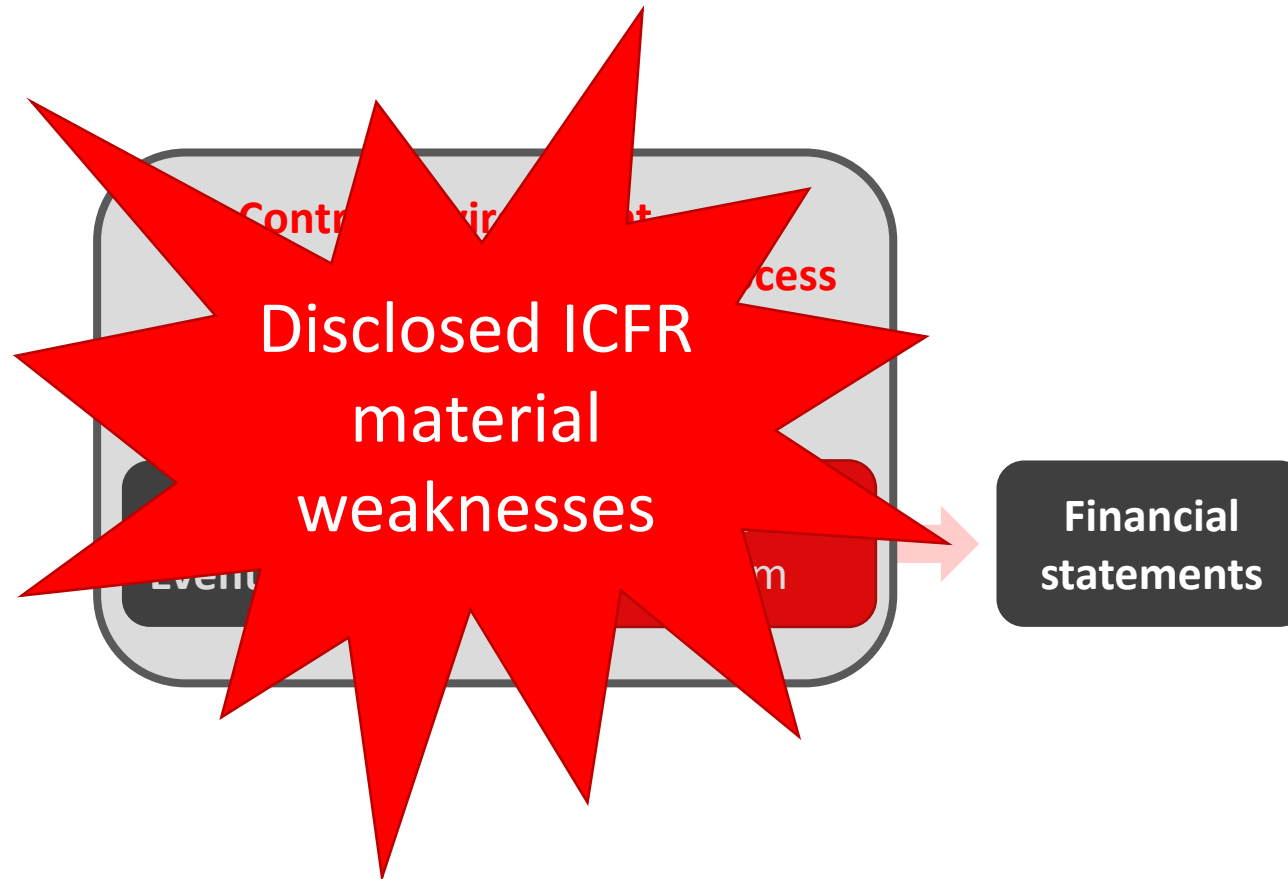 Disclosed ICFR
material
weaknesses
Financial
statements